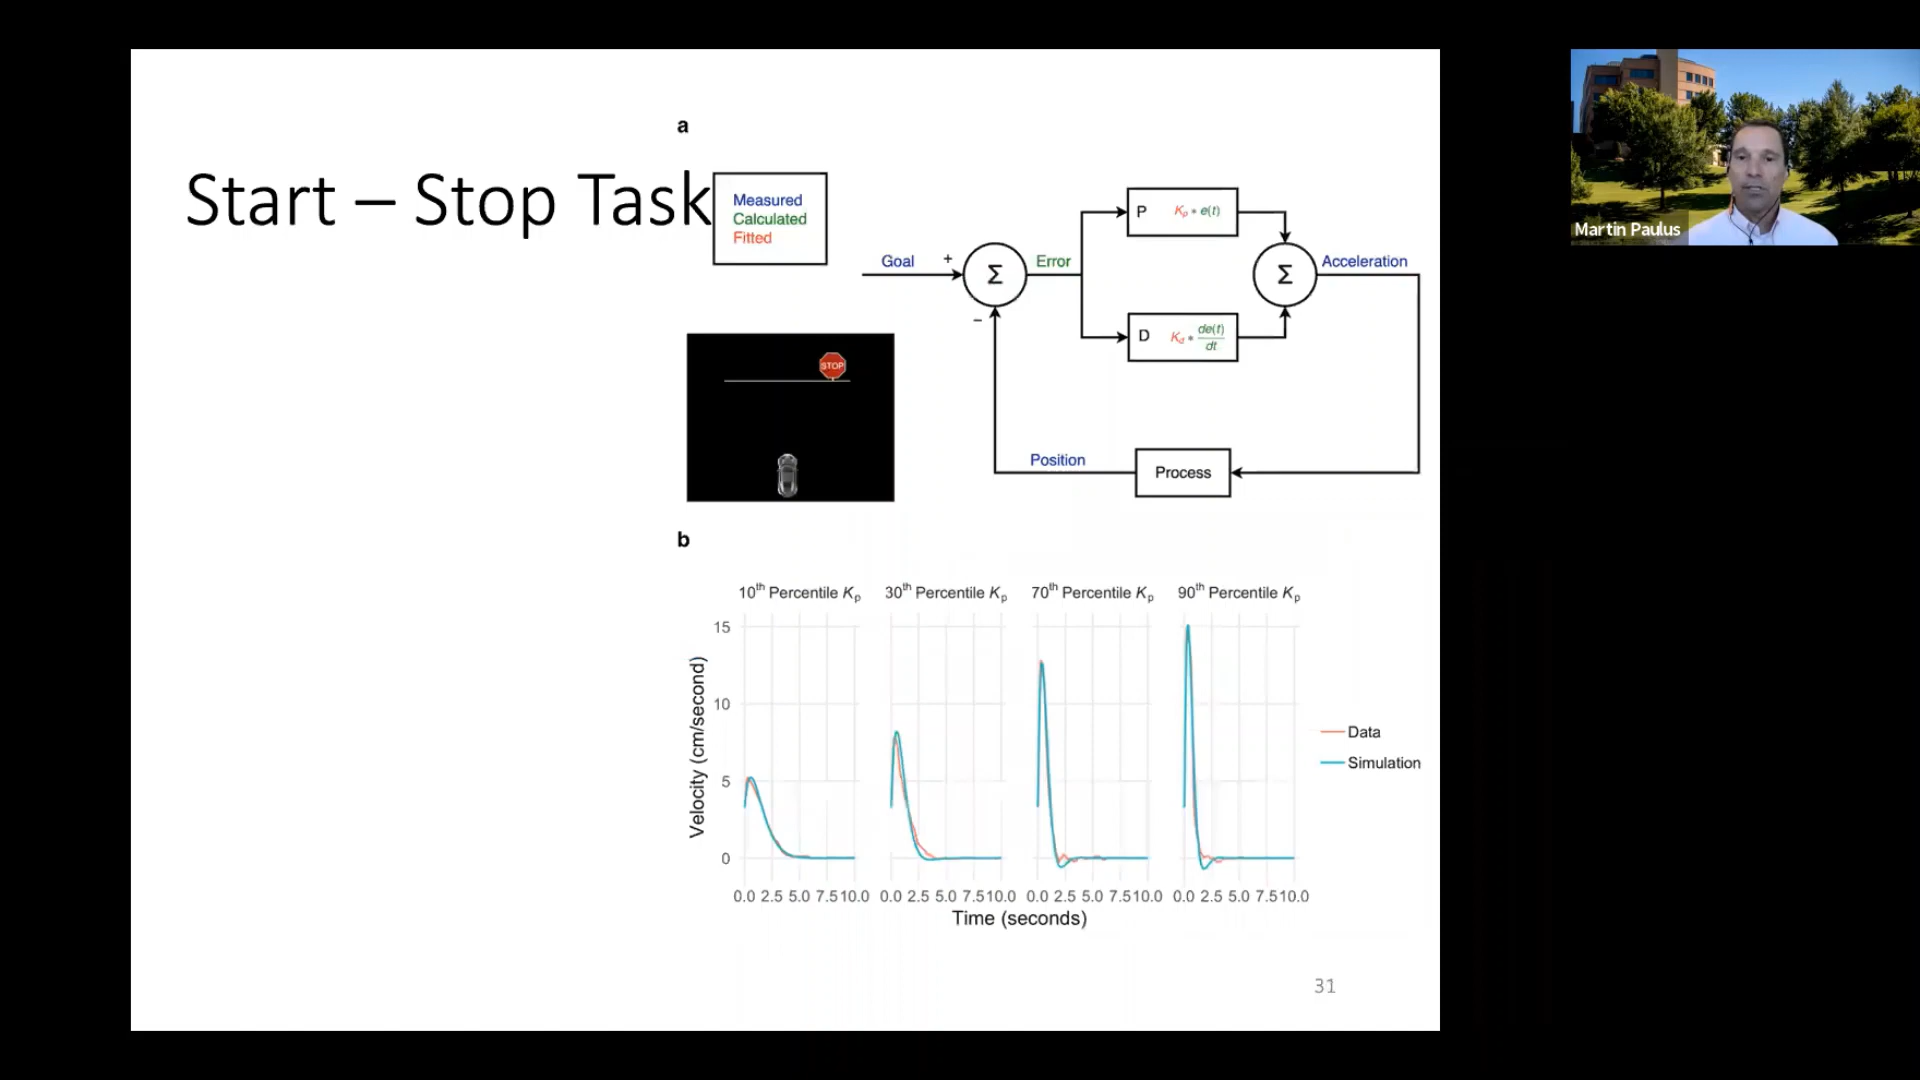 a
Start – Stop Task
Measured
Calculated
Fitted
Goal
+
Σ
−
Error
P Kp * e(t)
D Kd * de(t)/dt
Σ
Acceleration
STOP
Position
Process
b
10th Percentile Kp
30th Percentile Kp
70th Percentile Kp
90th Percentile Kp
Velocity (cm/second)
15
10
5
0
0.0 2.5 5.0 7.5 10.0
0.0 2.5 5.0 7.5 10.0
0.0 2.5 5.0 7.5 10.0
0.0 2.5 5.0 7.5 10.0
Time (seconds)
Data
Simulation
31
Martin Paulus